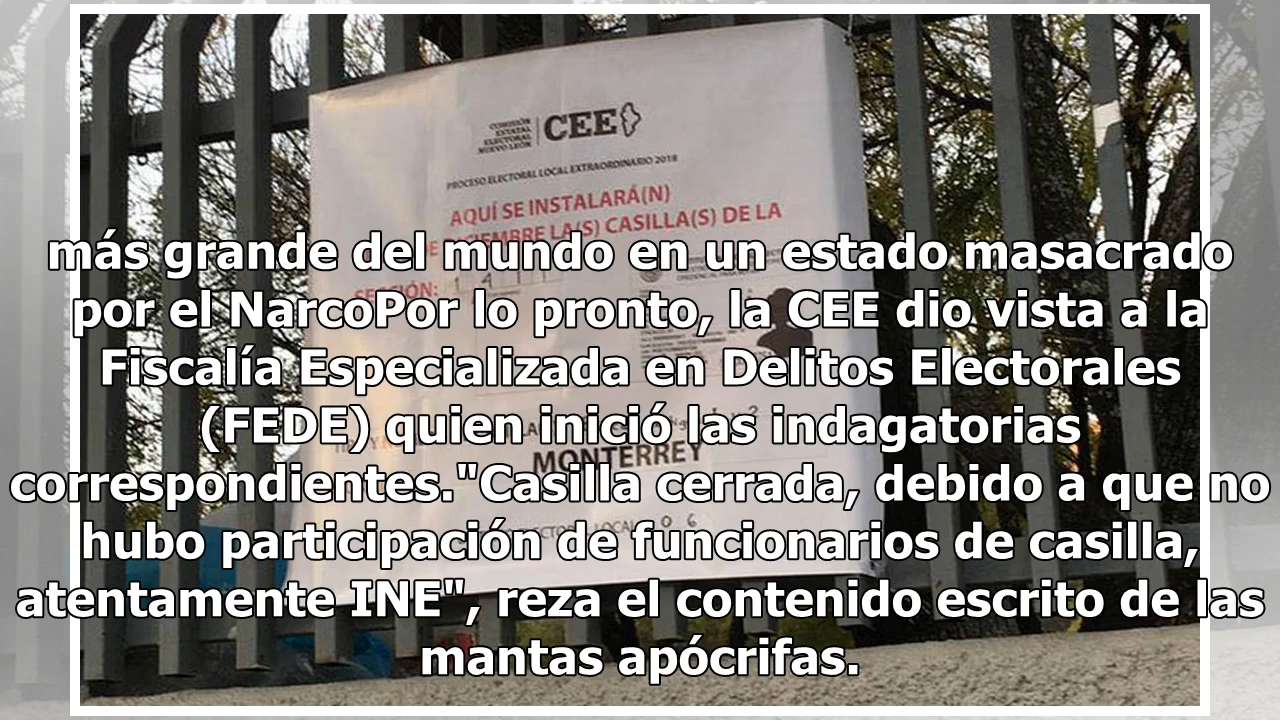 COMISIÓN
ESTATAL
ELECTORAL
NUEVO LEÓN
CEE
PROCESO ELECTORAL LOCAL EXTRAORDINARIO 2018
AQUÍ SE INSTALARÁ(N)
LA(S) CASILLA(S) DE LA
SECCIÓN:
más grande del mundo en un estado masacrado
por el NarcoPor lo pronto, la CEE dio vista a la
Fiscalía Especializada en Delitos Electorales
(FEDE) quien inició las indagatorias
MONTERREY
correspondientes."Casilla cerrada, debido a que no
hubo participación de funcionarios de casilla,
atentamente INE", reza el contenido escrito de las
mantas apócrifas.